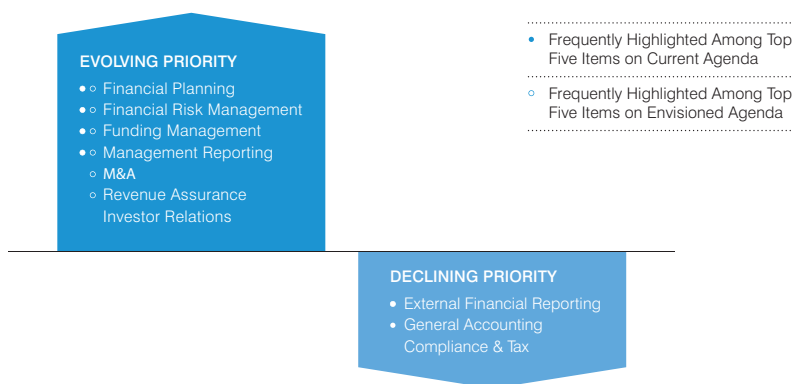 EVOLVING PRIORITY
• ○ Financial Planning
• ○ Financial Risk Management
• ○ Funding Management
• ○ Management Reporting
○ M&A
○ Revenue Assurance
Investor Relations
• Frequently Highlighted Among Top
Five Items on Current Agenda
○ Frequently Highlighted Among Top
Five Items on Envisioned Agenda
DECLINING PRIORITY
• External Financial Reporting
• General Accounting
Compliance & Tax